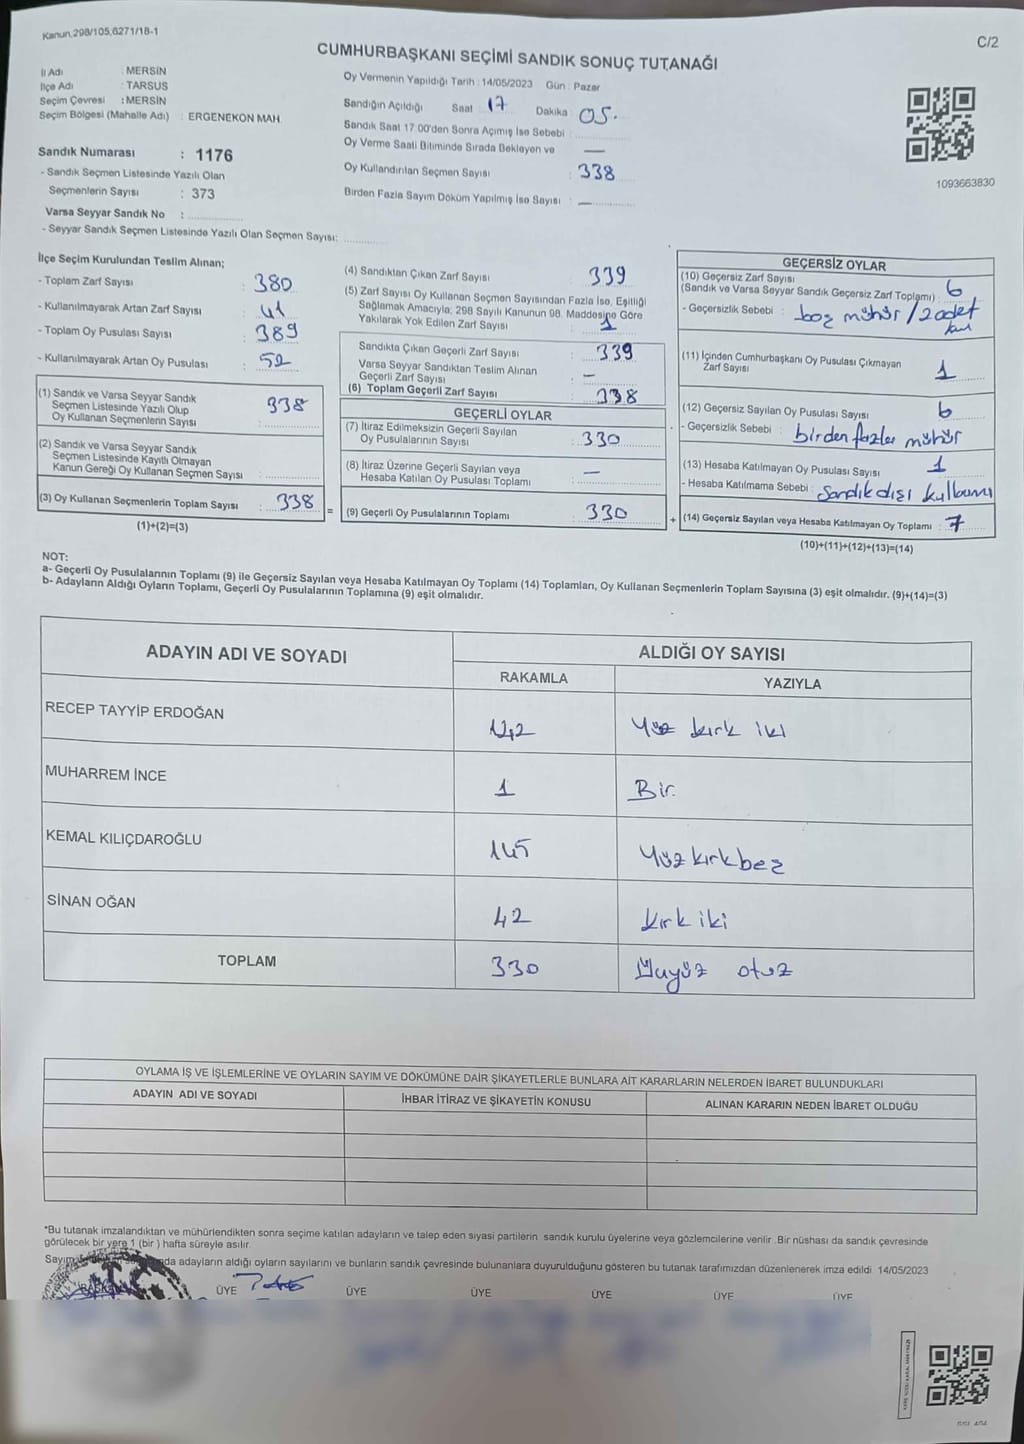 Kanun,298/105,6271/18-1
C/2
CUMHURBAŞKANI SEÇİMİ SANDIK SONUÇ TUTANAĞI
İl Adı : MERSİN
İlçe Adı : TARSUS
Seçim Çevresi : MERSİN
Seçim Bölgesi (Mahalle Adı) : ERGENEKON MAH.
Sandık Numarası : 1176
- Sandık Seçmen Listesinde Yazılı Olan
Seçmenlerin Sayısı : 373
Varsa Seyyar Sandık No :
- Seyyar Sandık Seçmen Listesinde Yazılı Olan Seçmen Sayısı:
Oy Vermenin Yapıldığı Tarih : 14/05/2023 Gün : Pazar
Sandığın Açıldığı Saat : 17 Dakika : 05.
Sandık Saat 17.00'den Sonra Açımış İse Sebebi :
Oy Verme Saati Bitiminde Sırada Bekleyen ve —
Oy Kullandırılan Seçmen Sayısı : 338
Birden Fazla Sayım Döküm Yapılmış İse Sayısı : —
1093663830
İlçe Seçim Kurulundan Teslim Alınan;
- Toplam Zarf Sayısı : 380
- Kullanılmayarak Artan Zarf Sayısı : 41
- Toplam Oy Pusulası Sayısı : 389
- Kullanılmayarak Artan Oy Pusulası : 52
(1) Sandık ve Varsa Seyyar Sandık
Seçmen Listesinde Yazılı Olup 338
Oy Kullanan Seçmenlerin Sayısı :
(2) Sandık ve Varsa Seyyar Sandık
Seçmen Listesinde Kayıtlı Olmayan
Kanun Gereği Oy Kullanan Seçmen Sayısı :
(3) Oy Kullanan Seçmenlerin Toplam Sayısı : 338
(1)+(2)=(3)
=
(4) Sandıktan Çıkan Zarf Sayısı : 339
(5) Zarf Sayısı Oy Kullanan Seçmen Sayısından Fazla İse, Eşitliği
Sağlamak Amacıyla; 298 Sayılı Kanunun 98. Maddesine Göre
Yakılarak Yok Edilen Zarf Sayısı : 1
Sandıkta Çıkan Geçerli Zarf Sayısı : 339
Varsa Seyyar Sandıktan Teslim Alınan
Geçerli Zarf Sayısı : —
(6) Toplam Geçerli Zarf Sayısı : 338
GEÇERLİ OYLAR
(7) İtiraz Edilmeksizin Geçerli Sayılan
Oy Pusulalarının Sayısı : 330
(8) İtiraz Üzerine Geçerli Sayılan veya
Hesaba Katılan Oy Pusulası Toplamı : —
(9) Geçerli Oy Pusulalarının Toplamı : 330
+
GEÇERSİZ OYLAR
(10) Geçersiz Zarf Sayısı
(Sandık ve Varsa Seyyar Sandık Geçersiz Zarf Toplamı) : 6
- Geçersizlik Sebebi : boş mühür / 2 adet
(11) İçinden Cumhurbaşkanı Oy Pusulası Çıkmayan
Zarf Sayısı : 1
(12) Geçersiz Sayılan Oy Pusulası Sayısı : 6
- Geçersizlik Sebebi : birden fazla mühür
(13) Hesaba Katılmayan Oy Pusulası Sayısı : 1
- Hesaba Katılmama Sebebi : Sandık dışı kullanımı
(14) Geçersiz Sayılan veya Hesaba Katılmayan Oy Toplamı : 7
(10)+(11)+(12)+(13)=(14)
NOT:
a- Geçerli Oy Pusulalarının Toplamı (9) ile Geçersiz Sayılan veya Hesaba Katılmayan Oy Toplamı (14) Toplamları, Oy Kullanan Seçmenlerin Toplam Sayısına (3) eşit olmalıdır. (9)+(14)=(3)
b- Adayların Aldığı Oyların Toplamı, Geçerli Oy Pusulalarının Toplamına (9) eşit olmalıdır.
ADAYIN ADI VE SOYADI
ALDIĞI OY SAYISI
RAKAMLA YAZIYLA
RECEP TAYYİP ERDOĞAN 142 Yüz kırk iki
MUHARREM İNCE 1 Bir.
KEMAL KILIÇDAROĞLU 145 Yüz kırk beş
SİNAN OĞAN 42 Kırk iki
TOPLAM 330 Üçyüz otuz
OYLAMA İŞ VE İŞLEMLERİNE VE OYLARIN SAYIM VE DÖKÜMÜNE DAİR ŞİKAYETLERLE BUNLARA AİT KARARLARIN NELERDEN İBARET BULUNDUKLARI
ADAYIN ADI VE SOYADI İHBAR İTİRAZ VE ŞİKAYETİN KONUSU ALINAN KARARIN NEDEN İBARET OLDUĞU
*Bu tutanak imzalandıktan ve mühürlendikten sonra seçime katılan adayların ve talep eden siyasi partilerin sandık kurulu üyelerine veya gözlemcilerine verilir .Bir nüshası da sandık çevresinde
görülecek bir yere 1 (bir ) hafta süreyle asılır.
Sayım nda adayların aldığı oyların sayılarını ve bunların sandık çevresinde bulunanlara duyurulduğunu gösteren bu tutanak tarafımızdan düzenlenerek imza edildi 14/05/2023
BAŞKAN ÜYE ÜYE ÜYE ÜYE ÜYE ÜYE